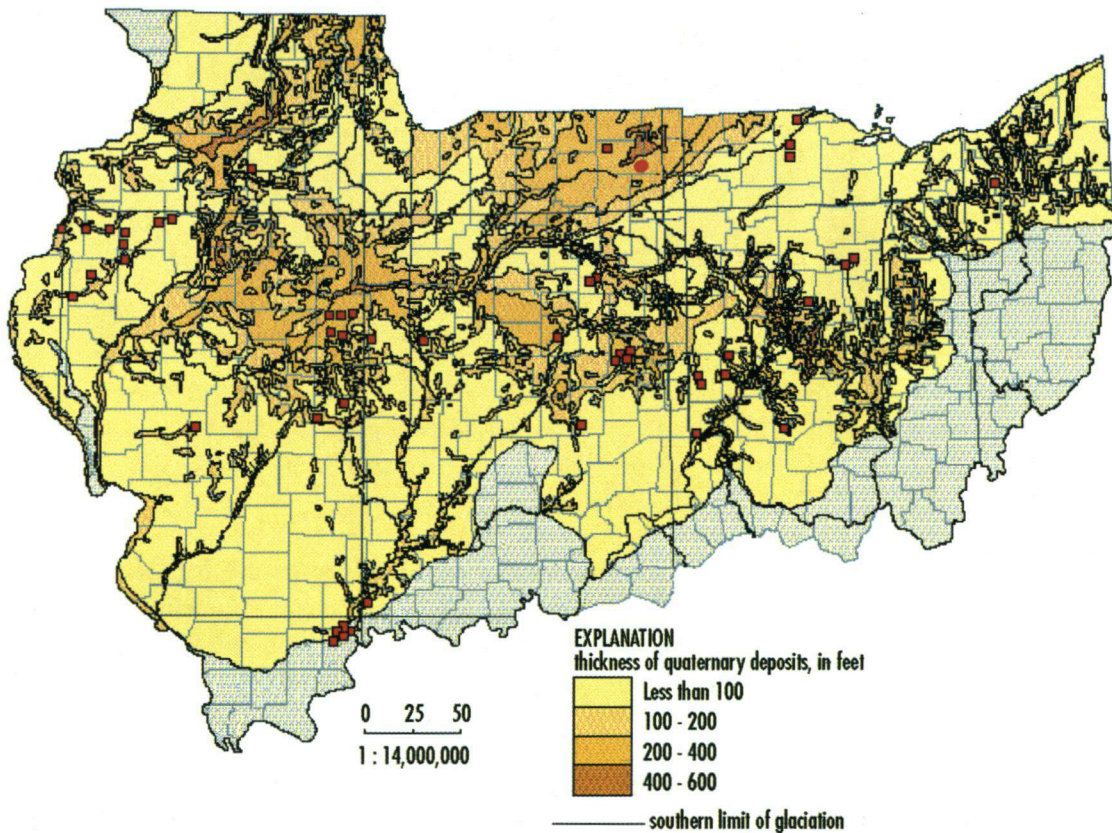 EXPLANATION
thickness of quaternary deposits, in feet
Less than 100
100 - 200
200 - 400
400 - 600
0 25 50
1 : 14,000,000
southern limit of glaciation